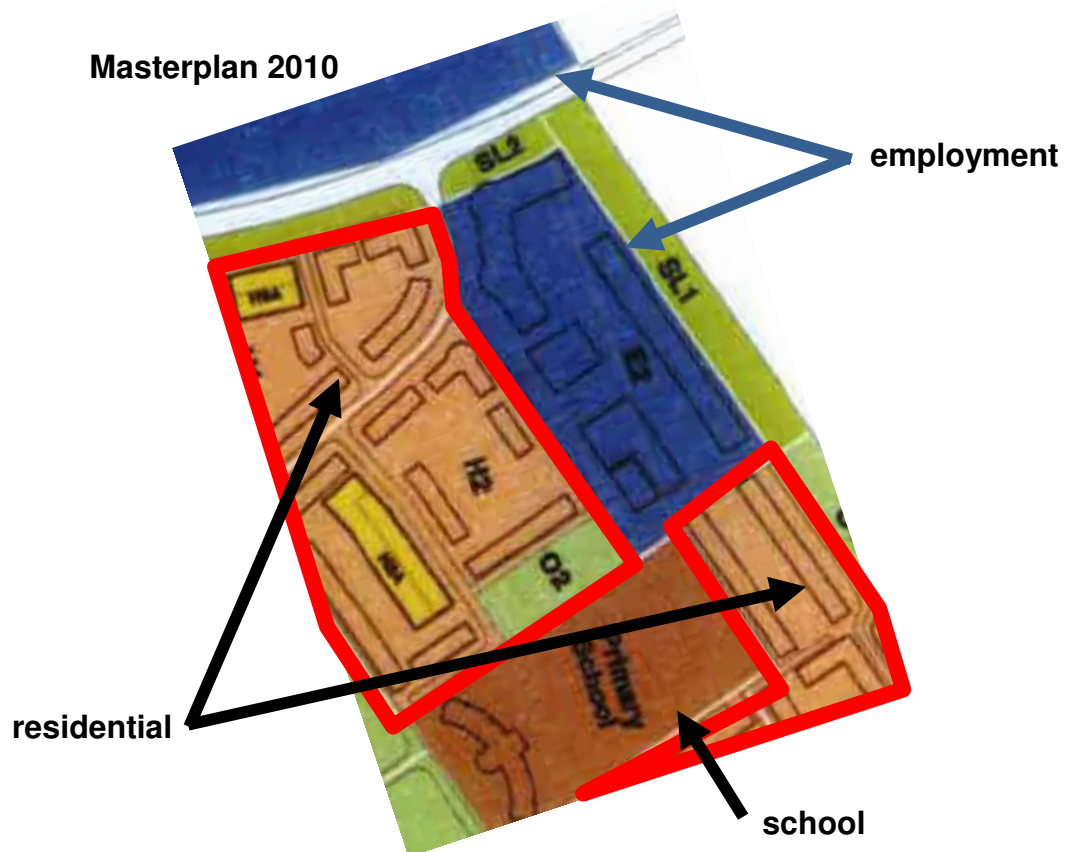 Masterplan 2010
employment
SL2
SL1
E2
H2
O2
Primary
School
residential
school